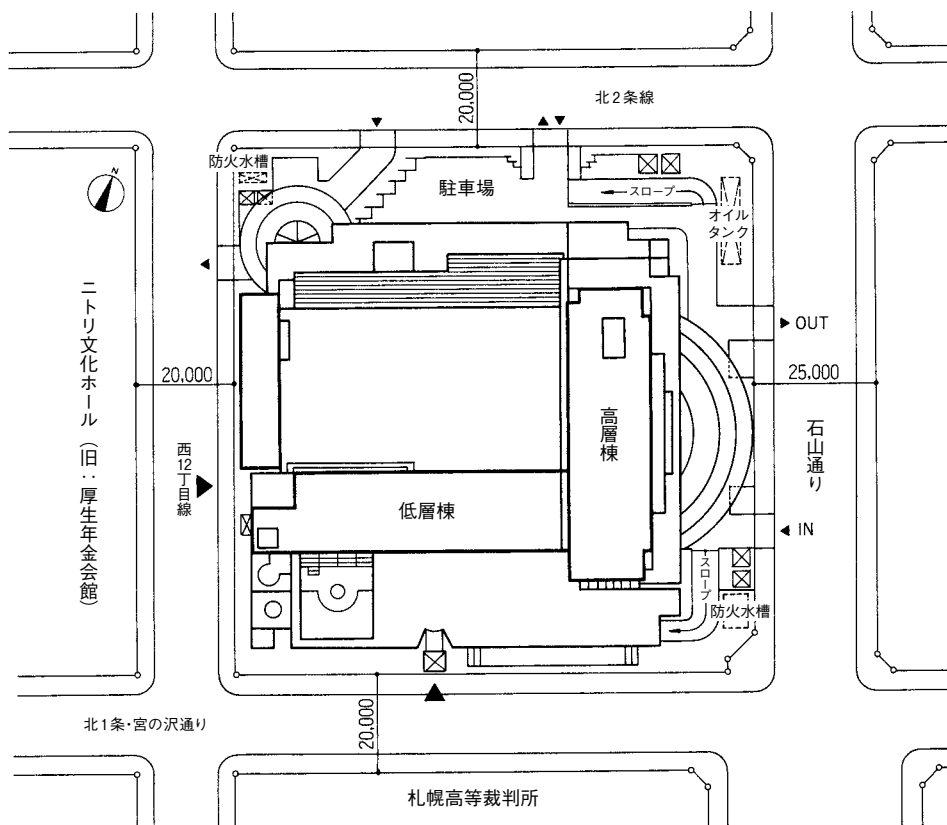 北2条線
20,000
防火水槽
N
駐車場
スロープ
オイル
タンク
OUT
ニトリ文化ホール（旧：厚生年金会館）
20,000
25,000
高層棟
石山通り
西12丁目線
低層棟
IN
スロープ
防火水槽
北1条・宮の沢通り
20,000
札幌高等裁判所